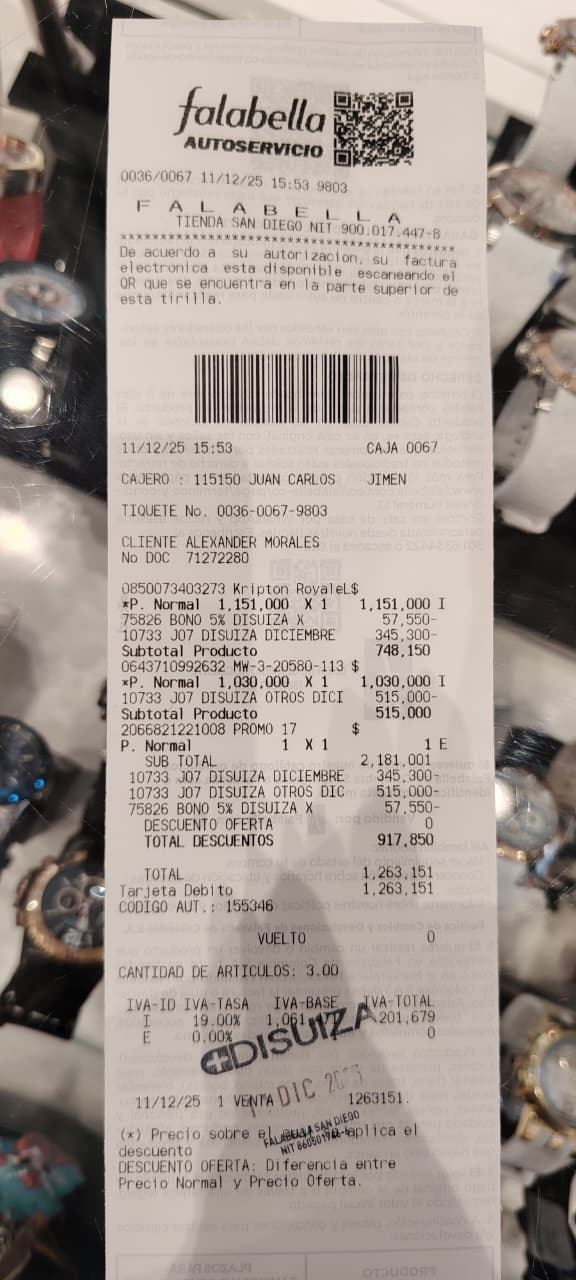 falabella
AUTOSERVICIO
0036/0067 11/12/25 15:53 9803
F A L A B E L L A
TIENDA SAN DIEGO NIT 900.017.447-8
***********************************************
De acuerdo a su autorizacion, su factura
electronica esta disponible escaneando el
QR que se encuentra en la parte superior de
esta tirilla.
11/12/25 15:53 CAJA 0067
CAJERO : 115150 JUAN CARLOS JIMEN
TIQUETE No. 0036-0067-9803
CLIENTE ALEXANDER MORALES
No DOC 71272280
0850073403273 Kripton RoyaleL$
*P. Normal 1,151,000 X 1 1,151,000 I
75826 BONO 5% DISUIZA X 57,550-
10733 J07 DISUIZA DICIEMBRE 345,300-
Subtotal Producto 748,150
0643710992632 MW-3-20580-113 $
*P. Normal 1,030,000 X 1 1,030,000 I
10733 J07 DISUIZA OTROS DICI 515,000-
Subtotal Producto 515,000
2066821221008 PROMO 17 $
P. Normal 1 X 1 1 E
SUB TOTAL 2,181,001
10733 J07 DISUIZA DICIEMBRE 345,300-
10733 J07 DISUIZA OTROS DIC 515,000-
75826 BONO 5% DISUIZA X 57,550-
DESCUENTO OFERTA 0
TOTAL DESCUENTOS 917,850
TOTAL 1,263,151
Tarjeta Debito 1,263,151
CODIGO AUT.: 155346
VUELTO 0
CANTIDAD DE ARTICULOS: 3.00
IVA-ID IVA-TASA IVA-BASE IVA-TOTAL
I 19.00% 201,679
E 0.00% 0
DISUIZA
DIC
11/12/25 1 VENTA 1263151.
FALABELLA SAN DIEGO
(*) Precio sobre el aplica el
descuento
DESCUENTO OFERTA: Diferencia entre
Precio Normal y Precio Oferta.